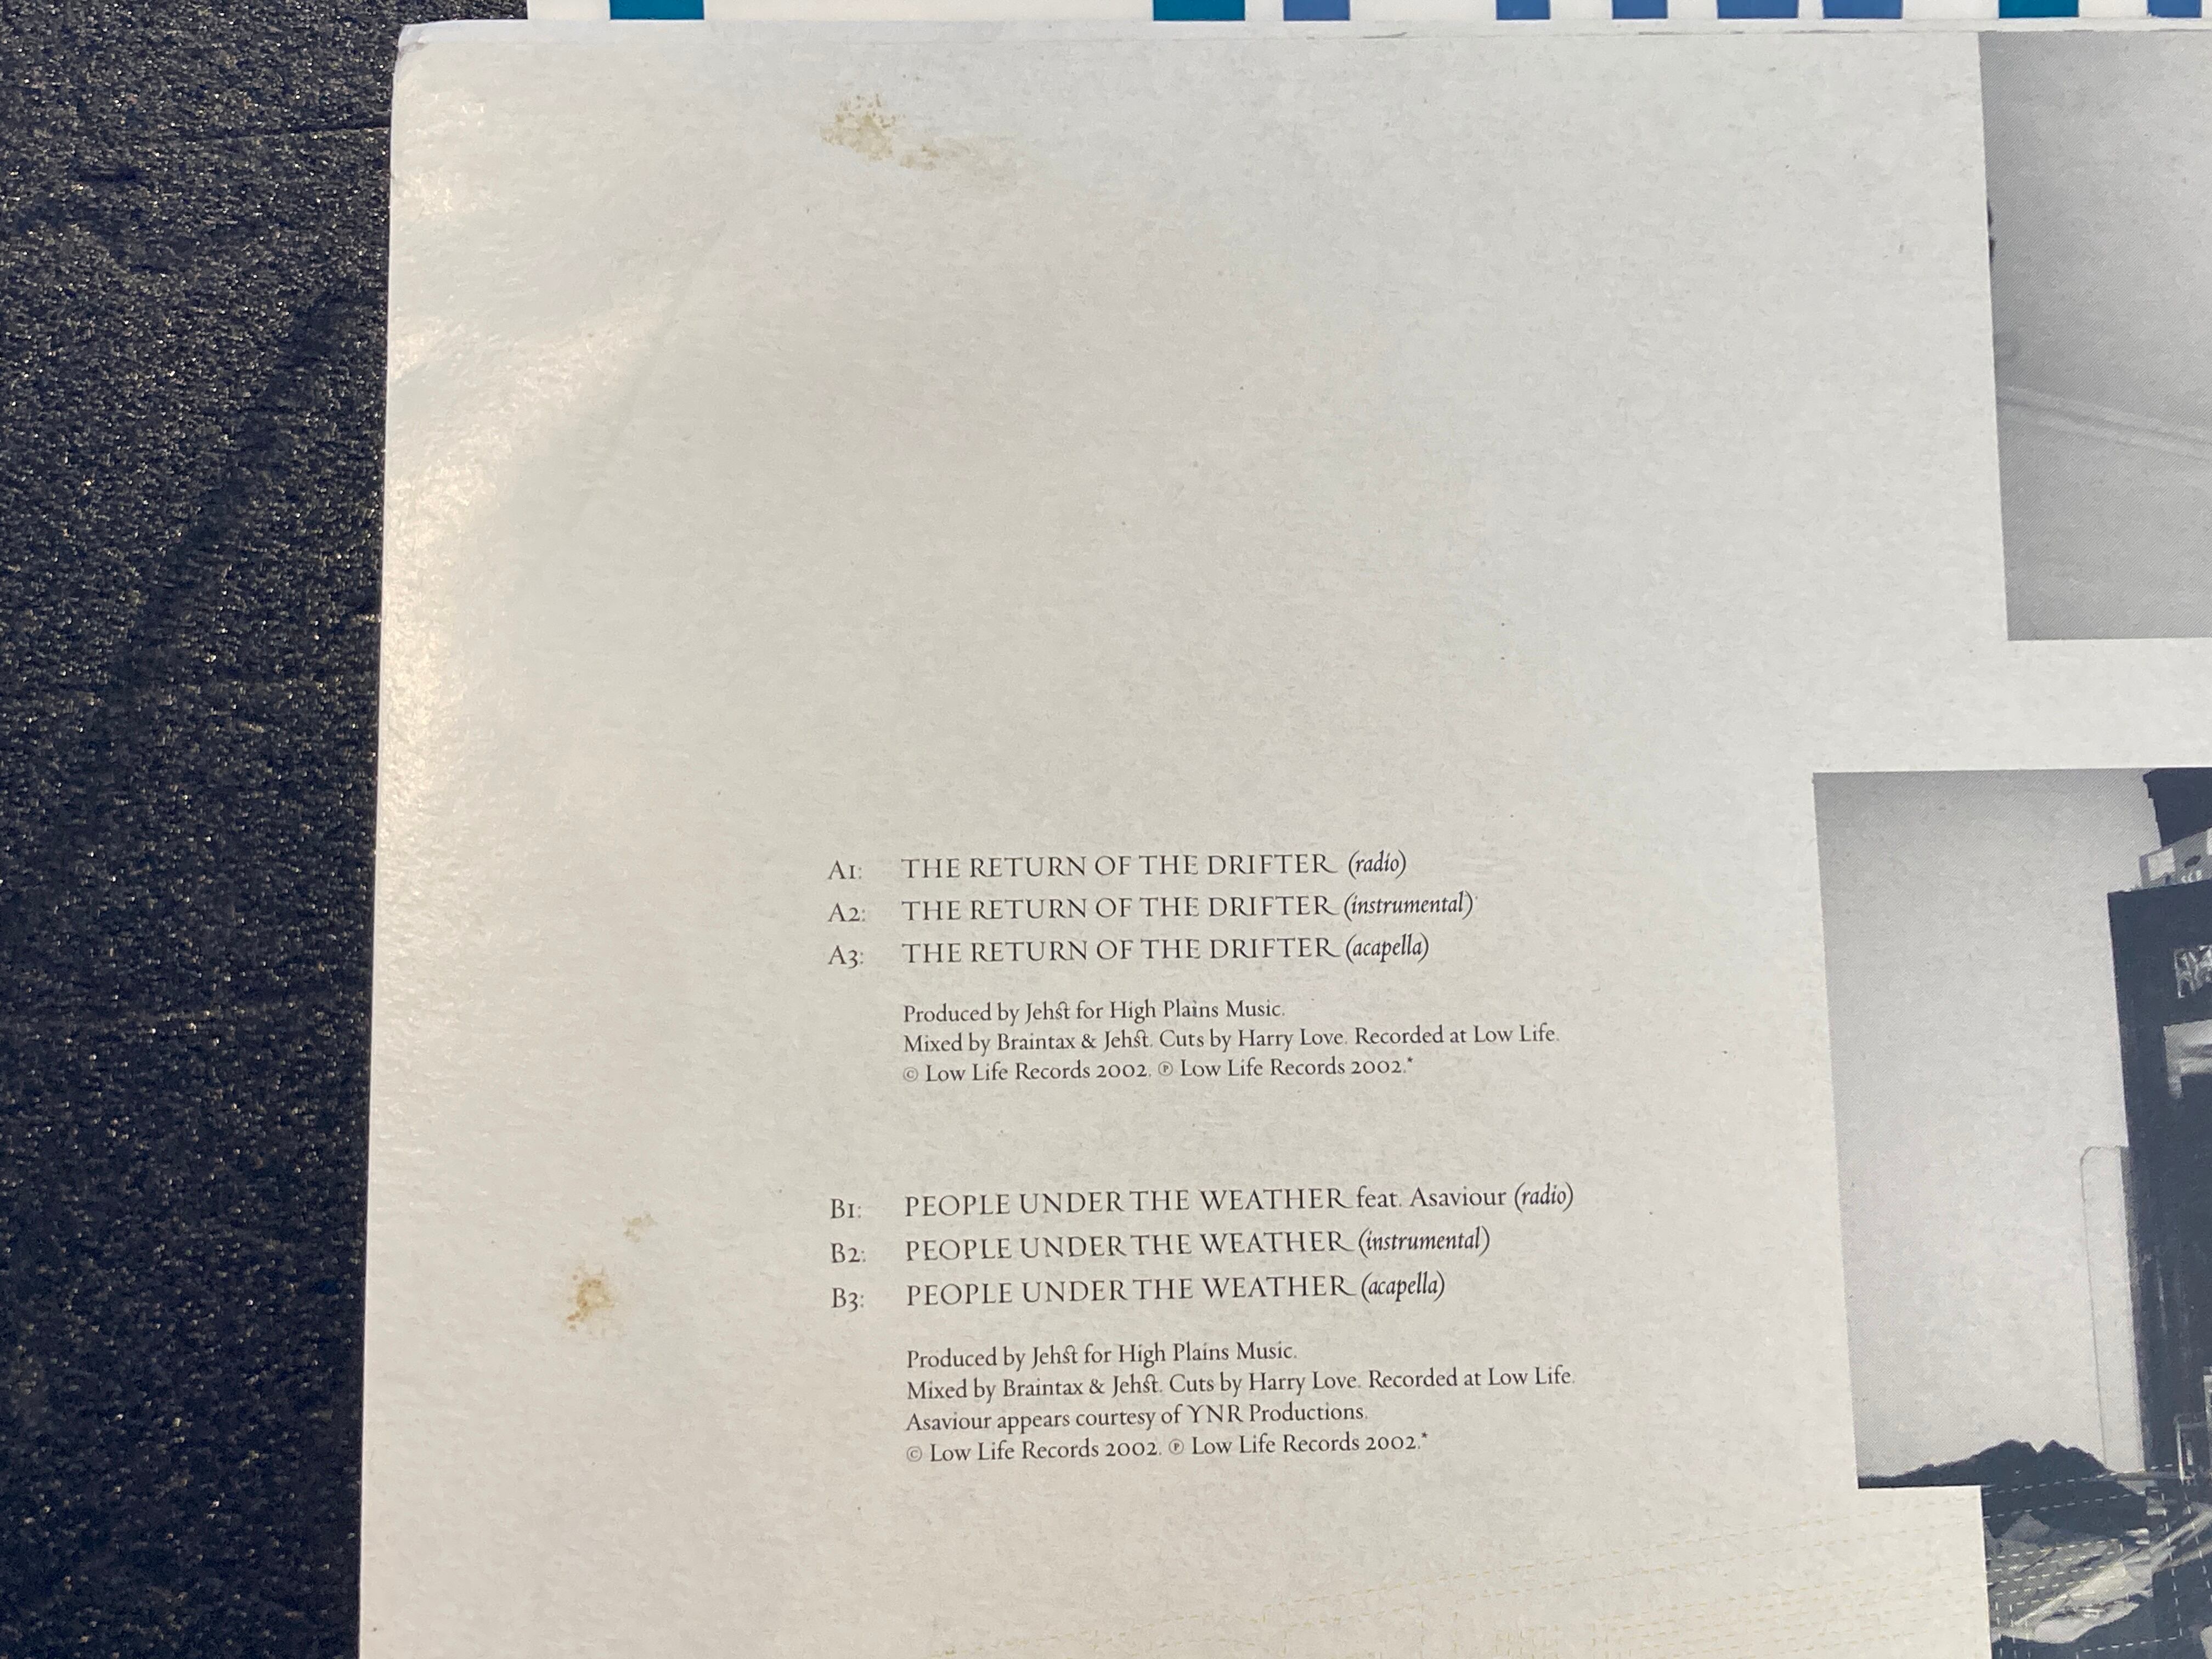 A1: THE RETURN OF THE DRIFTER (radio)
A2: THE RETURN OF THE DRIFTER (instrumental)
A3: THE RETURN OF THE DRIFTER (acapella)
Produced by Jehst for High Plains Music.
Mixed by Braintax & Jehst. Cuts by Harry Love. Recorded at Low Life.
© Low Life Records 2002. ℗ Low Life Records 2002.*
B1: PEOPLE UNDER THE WEATHER feat. Asaviour (radio)
B2: PEOPLE UNDER THE WEATHER (instrumental)
B3: PEOPLE UNDER THE WEATHER (acapella)
Produced by Jehst for High Plains Music.
Mixed by Braintax & Jehst. Cuts by Harry Love. Recorded at Low Life.
Asaviour appears courtesy of YNR Productions.
© Low Life Records 2002. ℗ Low Life Records 2002.*